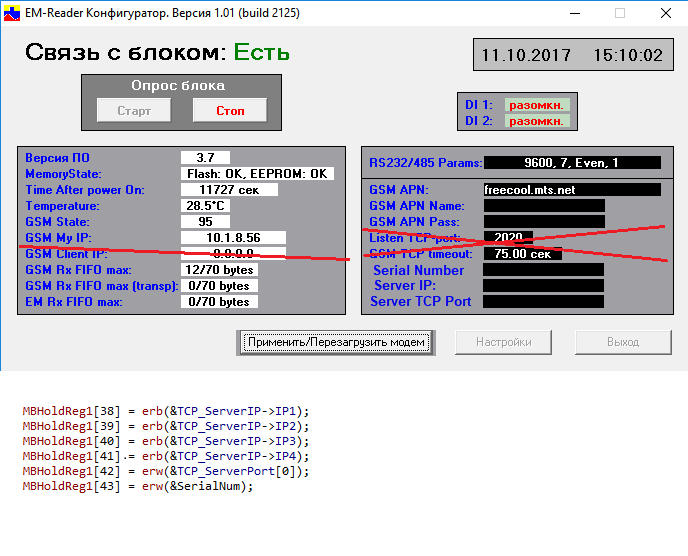 EM-Reader Конфигуратор. Версия 1.01 (build 2125)
Связь с блоком: Есть
11.10.2017 15:10:02
Опрос блока
Старт Стоп
DI 1: разомкн.
DI 2: разомкн.
Версия ПО 3.7
MemoryState: Flash: OK, EEPROM: OK
Time After power On: 11727 сек
Temperature: 28.5*C
GSM State: 95
GSM My IP: 10.1.8.56
GSM Client IP: 0.0.0.0
GSM Rx FIFO max: 12/70 bytes
GSM Rx FIFO max (transp): 0/70 bytes
EM Rx FIFO max: 0/70 bytes
RS232/485 Params: 9600, 7, Even, 1
GSM APN: freecool.mts.net
GSM APN Name:
GSM APN Pass:
Listen TCP port: 2020
GSM TCP timeout: 75.00 сек
Serial Number
Server IP:
Server TCP Port
Применить/Перезагрузить модем Настройки Выход
MBHoldReg1[38] = erb(&TCP_ServerIP->IP1);
MBHoldReg1[39] = erb(&TCP_ServerIP->IP2);
MBHoldReg1[40] = erb(&TCP_ServerIP->IP3);
MBHoldReg1[41] = erb(&TCP_ServerIP->IP4);
MBHoldReg1[42] = erw(&TCP_ServerPort[0]);
MBHoldReg1[43] = erw(&SerialNum);